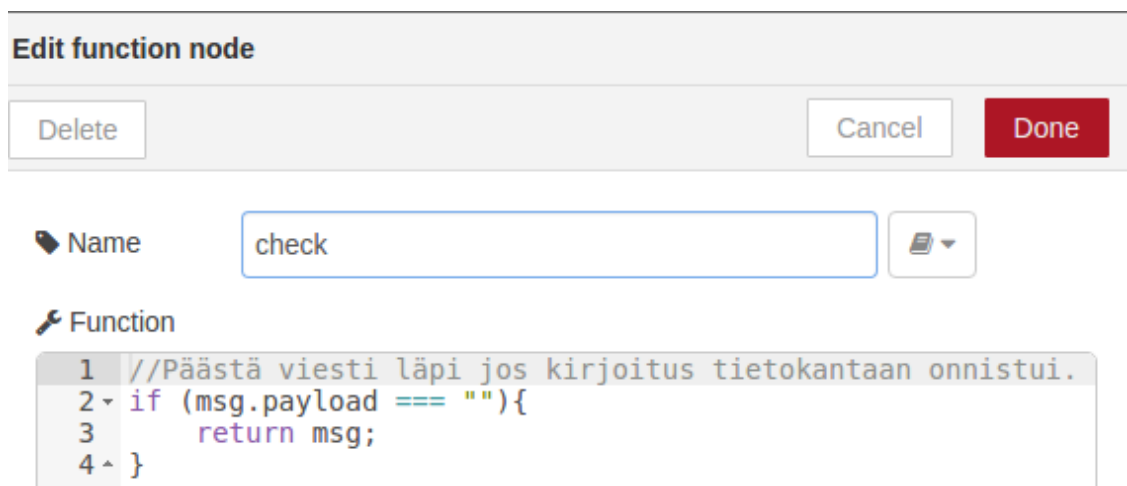 Edit function node
Delete Cancel Done
Name check
Function
1 //Päästä viesti läpi jos kirjoitus tietokantaan onnistui.
2 if (msg.payload === ""){
3     return msg;
4 }